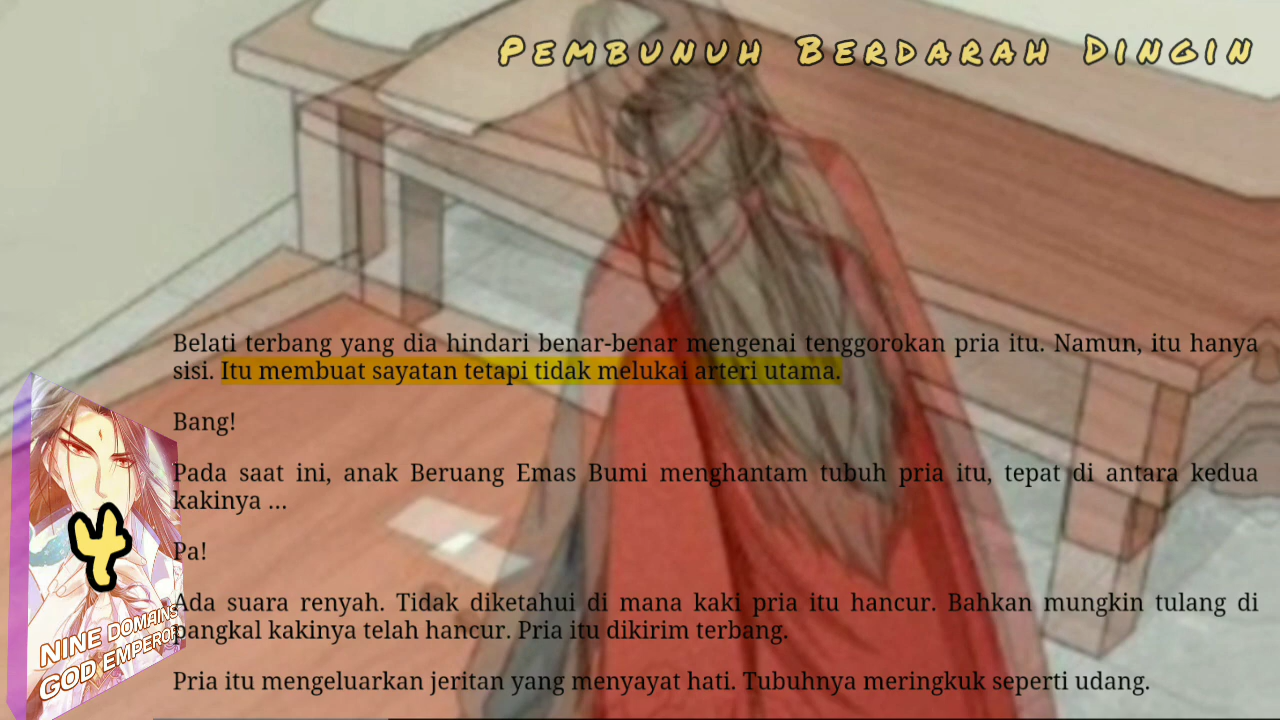 Pembunuh Berdarah Dingin
Belati terbang yang dia hindari benar-benar mengenai tenggorokan pria itu. Namun, itu hanya
sisi. Itu membuat sayatan tetapi tidak melukai arteri utama.
Bang!
Pada saat ini, anak Beruang Emas Bumi menghantam tubuh pria itu, tepat di antara kedua
kakinya ...
Pa!
Ada suara renyah. Tidak diketahui di mana kaki pria itu hancur. Bahkan mungkin tulang di
pangkal kakinya telah hancur. Pria itu dikirim terbang.
Pria itu mengeluarkan jeritan yang menyayat hati. Tubuhnya meringkuk seperti udang.
4
NINE DOMAINS
GOD EMPEROR